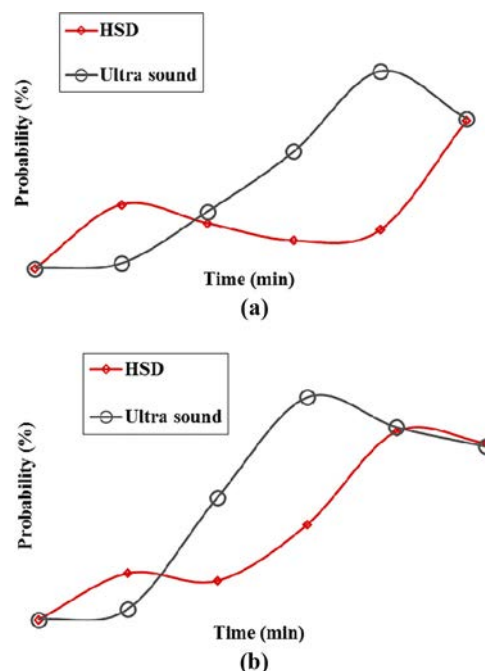 HSD
Ultra sound
Probability (%)
Time (min)
(a)
HSD
Ultra sound
Probability (%)
Time (min)
(b)